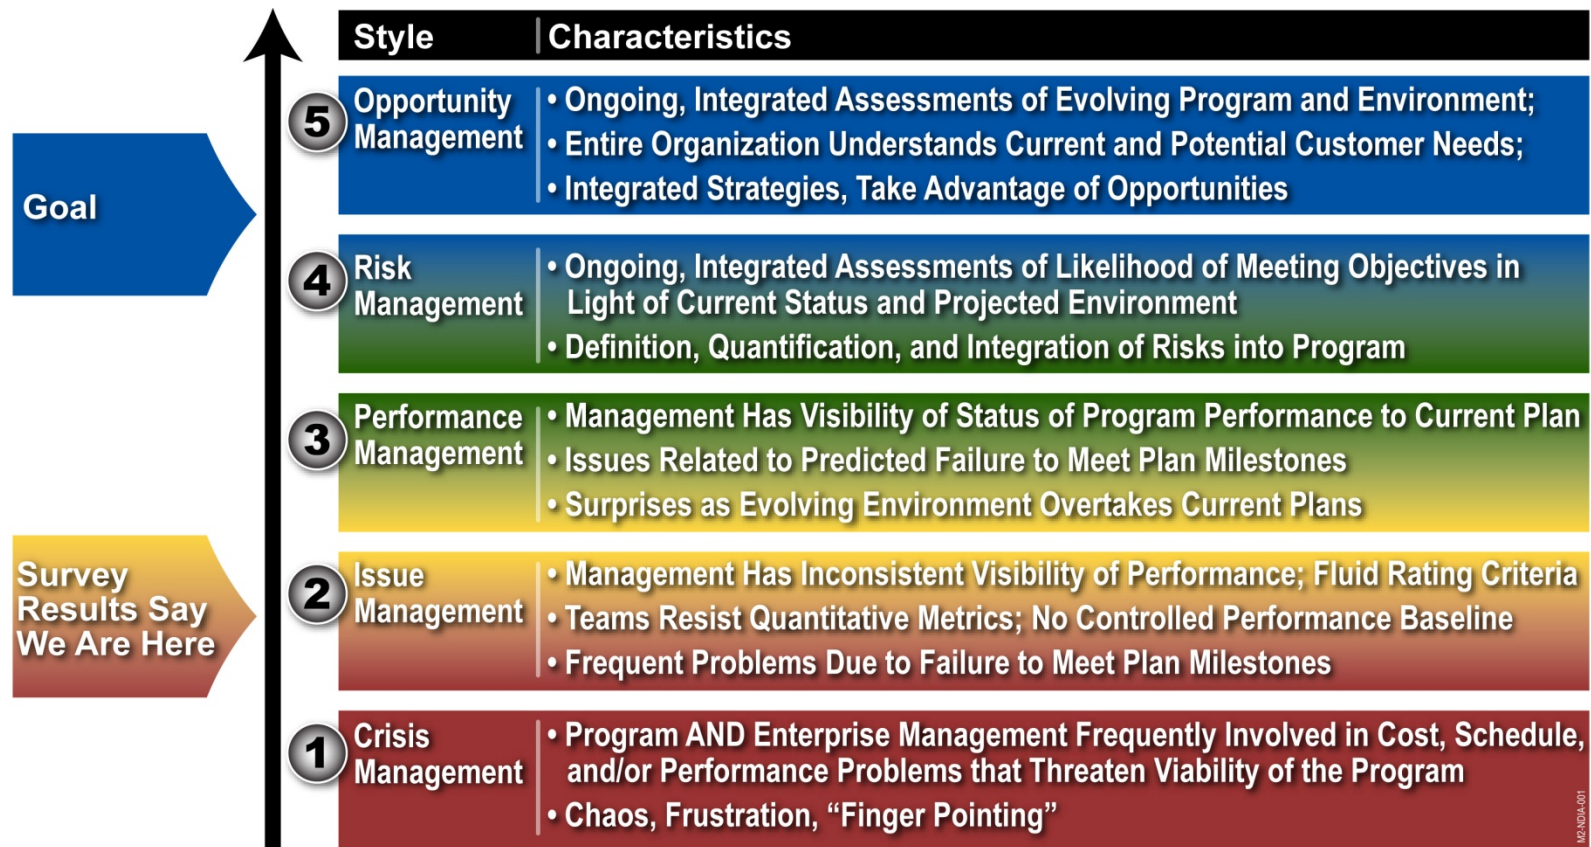 Style Characteristics
5 Opportunity Management
• Ongoing, Integrated Assessments of Evolving Program and Environment;
• Entire Organization Understands Current and Potential Customer Needs;
• Integrated Strategies, Take Advantage of Opportunities
Goal
4 Risk Management
• Ongoing, Integrated Assessments of Likelihood of Meeting Objectives in
Light of Current Status and Projected Environment
• Definition, Quantification, and Integration of Risks into Program
3 Performance Management
• Management Has Visibility of Status of Program Performance to Current Plan
• Issues Related to Predicted Failure to Meet Plan Milestones
• Surprises as Evolving Environment Overtakes Current Plans
Survey
Results Say
We Are Here
2 Issue Management
• Management Has Inconsistent Visibility of Performance; Fluid Rating Criteria
• Teams Resist Quantitative Metrics; No Controlled Performance Baseline
• Frequent Problems Due to Failure to Meet Plan Milestones
1 Crisis Management
• Program AND Enterprise Management Frequently Involved in Cost, Schedule,
and/or Performance Problems that Threaten Viability of the Program
• Chaos, Frustration, “Finger Pointing”
M2-NDIA-001